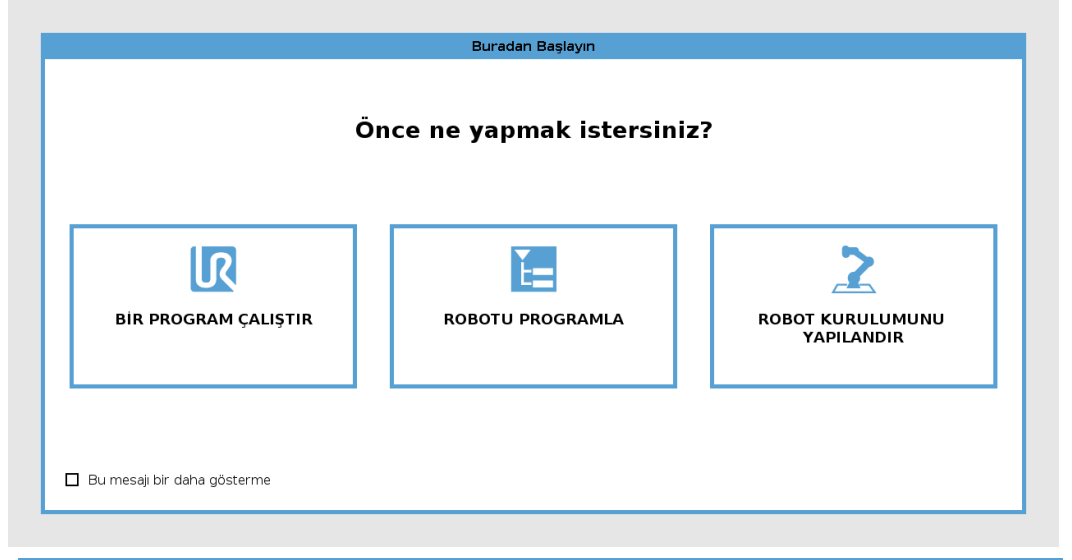 Buradan Başlayın
Önce ne yapmak istersiniz?
BİR PROGRAM ÇALIŞTIR
ROBOTU PROGRAMLA
ROBOT KURULUMUNU
YAPILANDIR
Bu mesajı bir daha gösterme